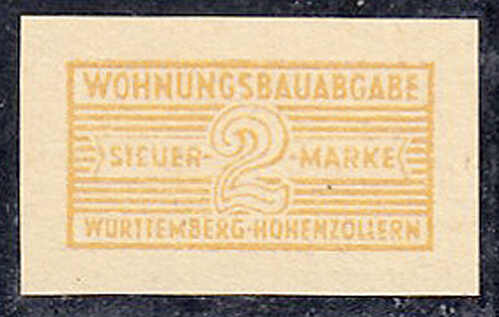 WOHNUNGSBAUABGABE
STEUER- 2 -MARKE
WÜRTTEMBERG-HOHENZOLLERN